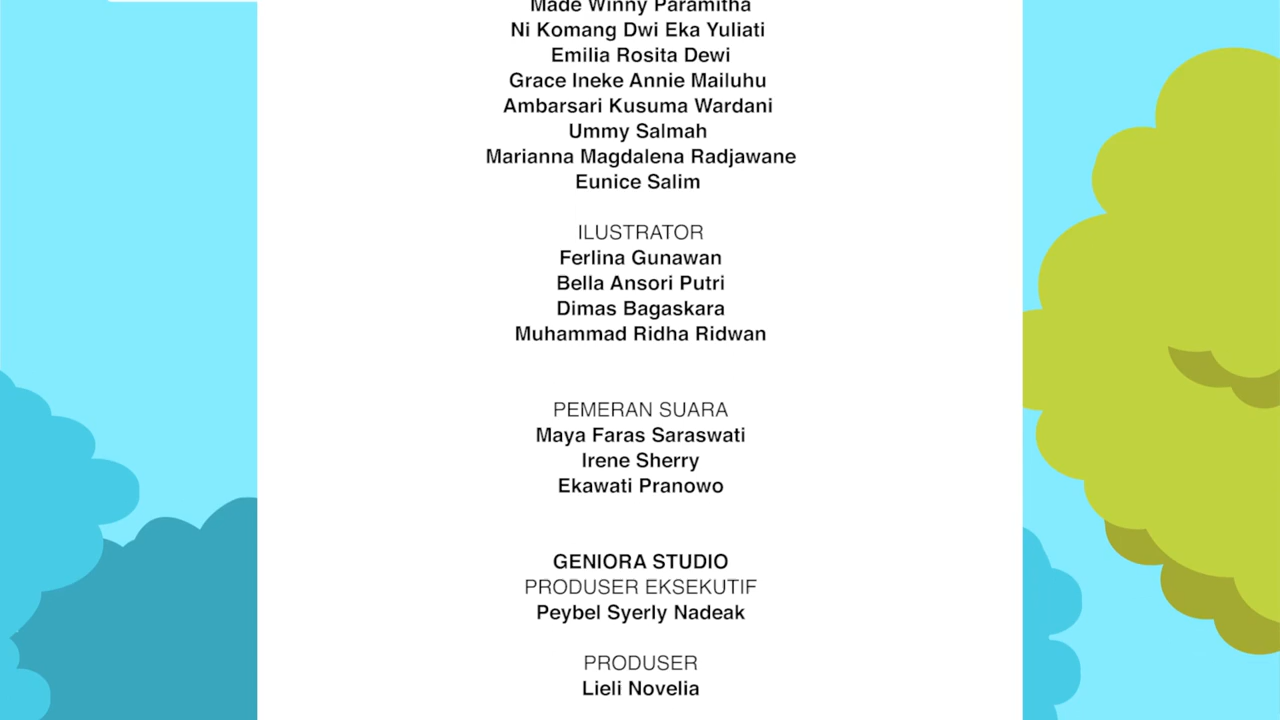 Made Winny Paramitha
Ni Komang Dwi Eka Yuliati
Emilia Rosita Dewi
Grace Ineke Annie Mailuhu
Ambarsari Kusuma Wardani
Ummy Salmah
Marianna Magdalena Radjawane
Eunice Salim
ILUSTRATOR
Ferlina Gunawan
Bella Ansori Putri
Dimas Bagaskara
Muhammad Ridha Ridwan
PEMERAN SUARA
Maya Faras Saraswati
Irene Sherry
Ekawati Pranowo
GENIORA STUDIO
PRODUSER EKSEKUTIF
Peybel Syerly Nadeak
PRODUSER
Lieli Novelia